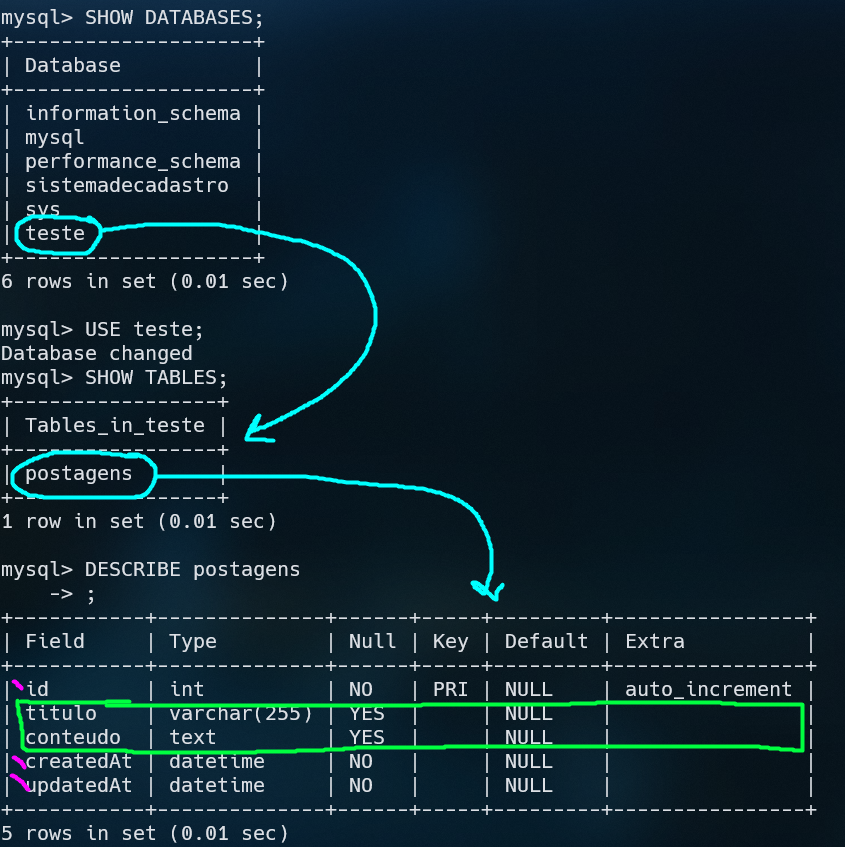 mysql> SHOW DATABASES;
+--------------------+
| Database           |
+--------------------+
| information_schema |
| mysql              |
| performance_schema |
| sistemadecadastro  |
| sys                |
| teste              |
+--------------------+
6 rows in set (0.01 sec)

mysql> USE teste;
Database changed
mysql> SHOW TABLES;
+-----------------+
| Tables_in_teste |
+-----------------+
| postagens       |
+-----------------+
1 row in set (0.01 sec)

mysql> DESCRIBE postagens
    -> ;
+-----------+--------------+------+-----+---------+----------------+
| Field     | Type         | Null | Key | Default | Extra          |
+-----------+--------------+------+-----+---------+----------------+
| id        | int          | NO   | PRI | NULL    | auto_increment |
| titulo    | varchar(255) | YES  |     | NULL    |                |
| conteudo  | text         | YES  |     | NULL    |                |
| createdAt | datetime     | NO   |     | NULL    |                |
| updatedAt | datetime     | NO   |     | NULL    |                |
+-----------+--------------+------+-----+---------+----------------+
5 rows in set (0.01 sec)